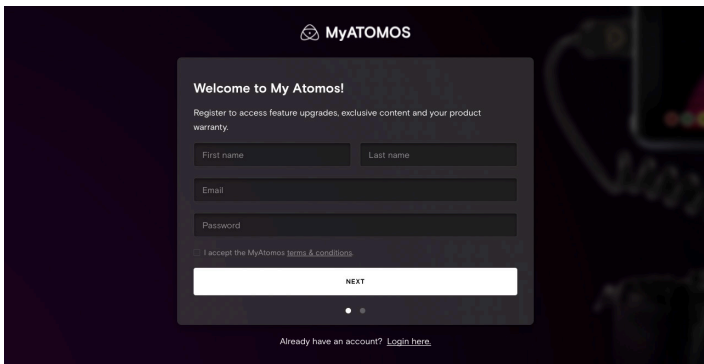 MyATOMOS
Welcome to My Atomos!
Register to access feature upgrades, exclusive content and your product
warranty.
First name
Last name
Email
Password
I accept the MyAtomos terms & conditions.
NEXT
Already have an account? Login here.